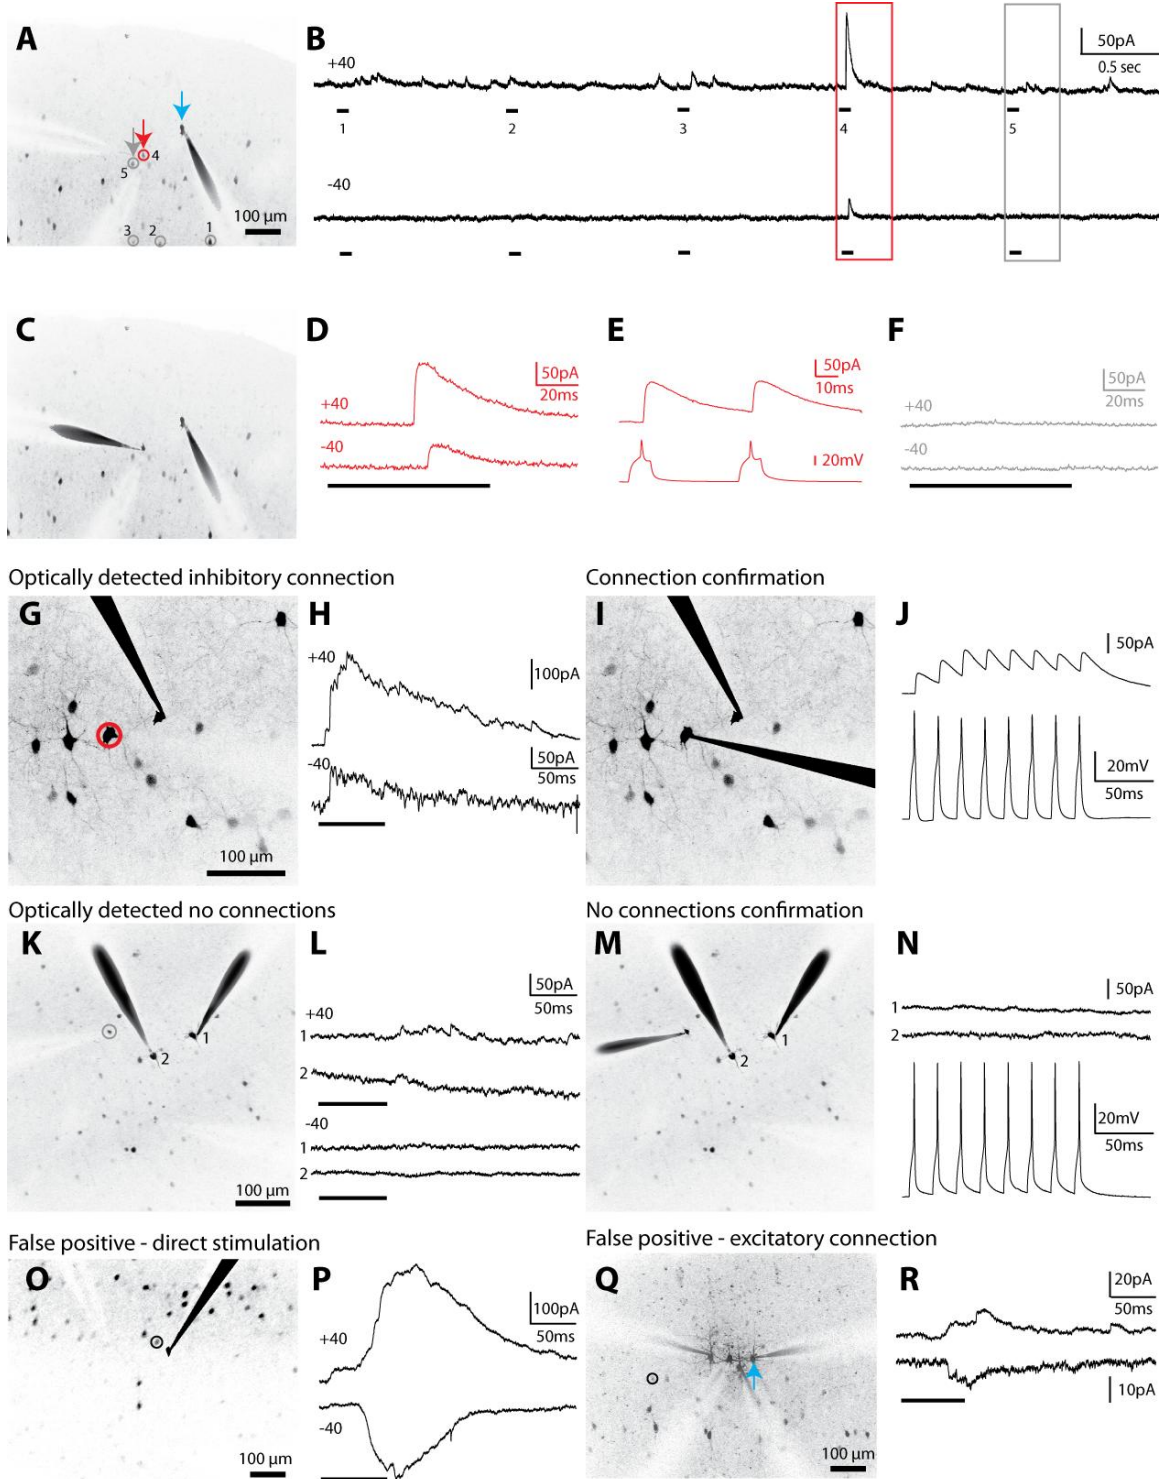 A
4
5
3
2
1
100 µm
B
+40
50pA
0.5 sec
1
2
3
4
5
-40
C
D
50pA
20ms
+40
-40
E
50pA
10ms
20mV
F
50pA
20ms
+40
-40
Optically detected inhibitory connection
G
100 µm
H
+40
100pA
-40
50pA
50ms
Connection confirmation
I
J
50pA
20mV
50ms
Optically detected no connections
K
1
2
100 µm
L
50pA
50ms
+40
1
2
-40
1
2
No connections confirmation
M
1
2
N
50pA
1
2
20mV
50ms
False positive - direct stimulation
O
100 µm
P
100pA
50ms
+40
-40
False positive - excitatory connection
Q
100 µm
R
20pA
50ms
10pA